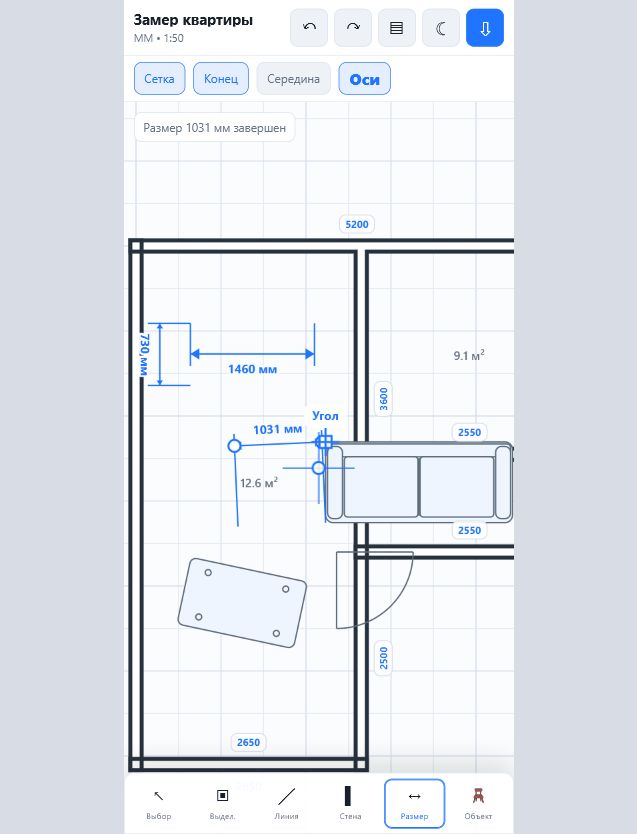 Замер квартиры
ММ • 1:50
Сетка
Конец
Середина
Оси
Размер 1031 мм завершен
5200
730 мм
1460 мм
9.1 м²
3600
Угол
1031 мм
2550
12.6 м²
2550
2500
2650
Выбор
Выдел.
Линия
Стена
Размер
Объект